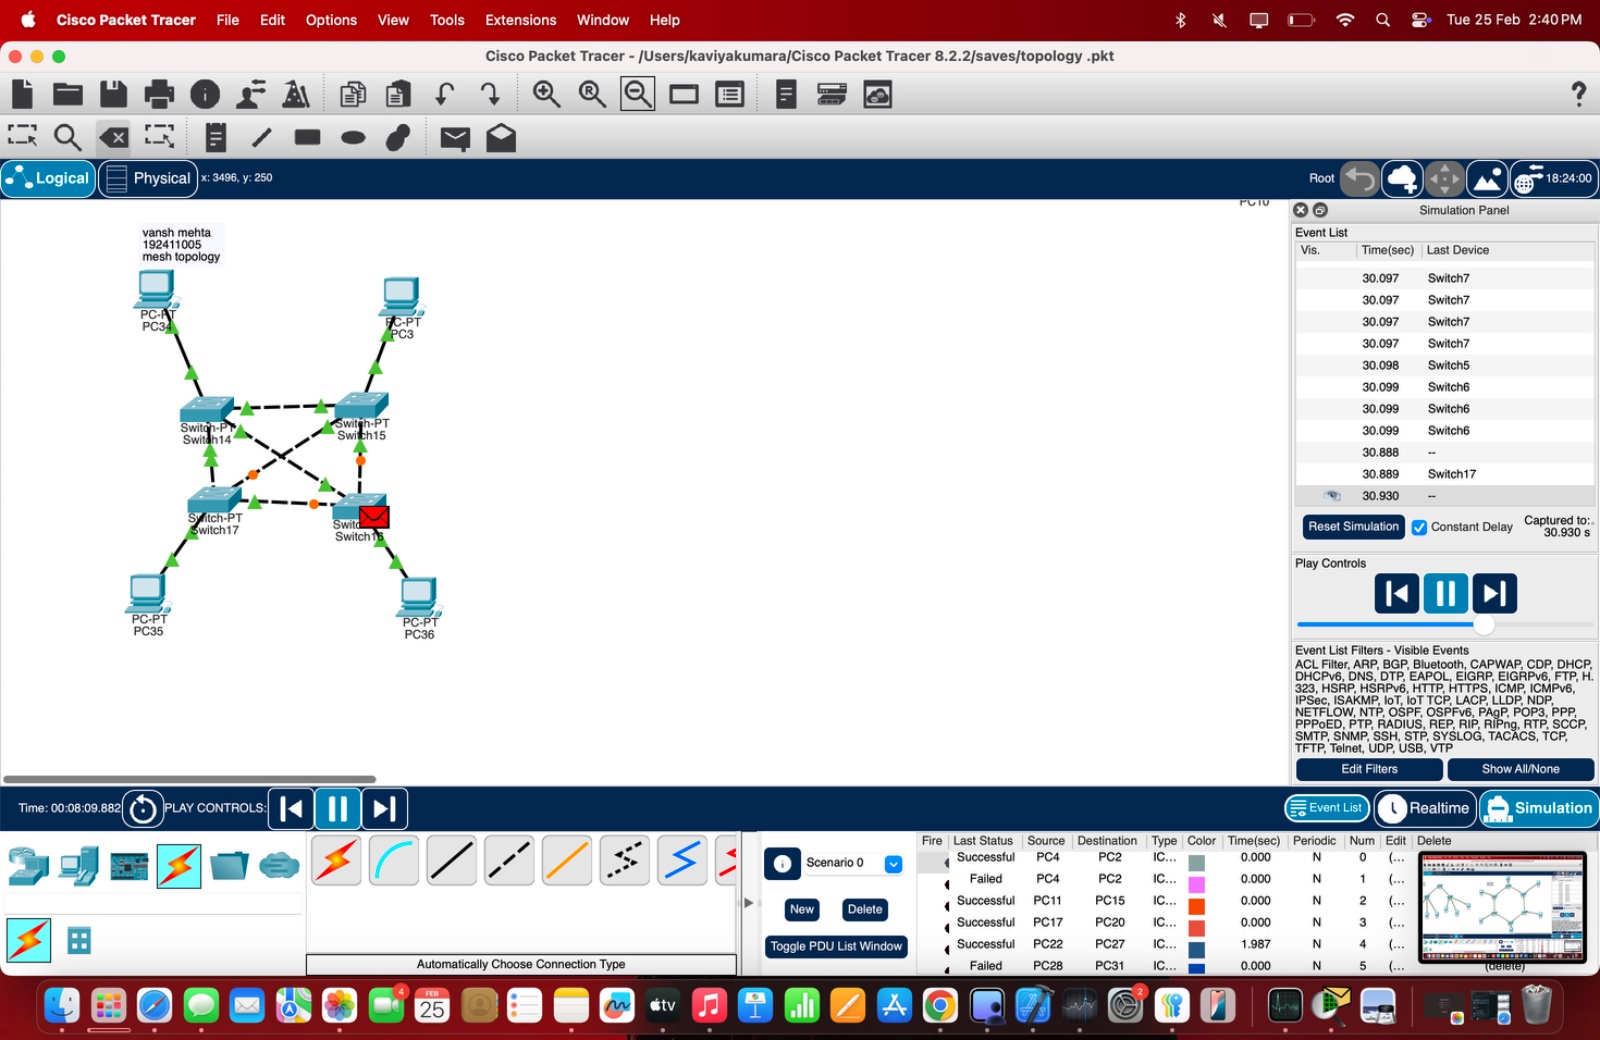 Cisco Packet Tracer File Edit Options View Tools Extensions Window Help
Tue 25 Feb 2:40 PM
Cisco Packet Tracer - /Users/kaviyakumara/Cisco Packet Tracer 8.2.2/saves/topology .pkt
Logical Physical x: 3496, y: 250
Root 18:24:00
PC10
vansh mehta
192411005
mesh topology
PC-PT
PC34
PC-PT
PC3
Switch-PT
Switch14
Switch-PT
Switch15
Switch-PT
Switch17
Switch16
PC-PT
PC35
PC-PT
PC36
Simulation Panel
Event List
Vis. Time(sec) Last Device
30.097 Switch7
30.097 Switch7
30.097 Switch7
30.097 Switch7
30.098 Switch5
30.099 Switch6
30.099 Switch6
30.099 Switch6
30.888 --
30.889 Switch17
30.930 --
Reset Simulation Constant Delay Captured to:
30.930 s
Play Controls
Event List Filters - Visible Events
ACL Filter, ARP, BGP, Bluetooth, CAPWAP, CDP, DHCP,
DHCPv6, DNS, DTP, EAPOL, EIGRP, EIGRPv6, FTP, H.
323, HSRP, HSRPv6, HTTP, HTTPS, ICMP, ICMPv6,
IPSec, ISAKMP, IoT, IoT TCP, LACP, LLDP, NDP,
NETFLOW, NTP, OSPF, OSPFv6, PAgP, POP3, PPP,
PPPoED, PTP, RADIUS, REP, RIP, RIPng, RTP, SCCP,
SMTP, SNMP, SSH, STP, SYSLOG, TACACS, TCP,
TFTP, Telnet, UDP, USB, VTP
Edit Filters Show All/None
Time: 00:08:09.882 PLAY CONTROLS:
Event List Realtime Simulation
Automatically Choose Connection Type
Scenario 0
New Delete
Toggle PDU List Window
Fire Last Status Source Destination Type Color Time(sec) Periodic Num Edit Delete
Successful PC4 PC2 IC... 0.000 N 0 (...
Failed PC4 PC2 IC... 0.000 N 1 (...
Successful PC11 PC15 IC... 0.000 N 2 (...
Successful PC17 PC20 IC... 0.000 N 3 (...
Successful PC22 PC27 IC... 1.987 N 4 (...
Failed PC28 PC31 IC... 0.000 N 5 (... (delete)
4
FEB
25
tv
2